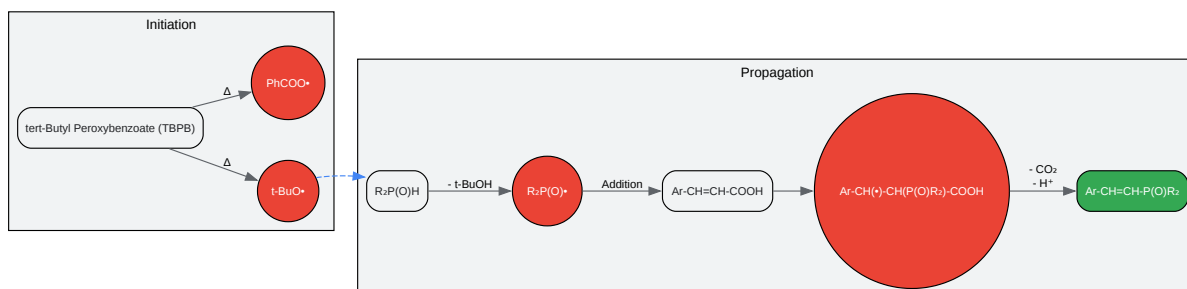 Initiation
PhCOO•
Δ
tert-Butyl Peroxybenzoate (TBPB)
Δ
t-BuO•
Propagation
R₂P(O)H
- t-BuOH
R₂P(O)•
Addition
Ar-CH=CH-COOH
Ar-CH(•)-CH(P(O)R₂)-COOH
- CO₂
- H⁺
Ar-CH=CH-P(O)R₂